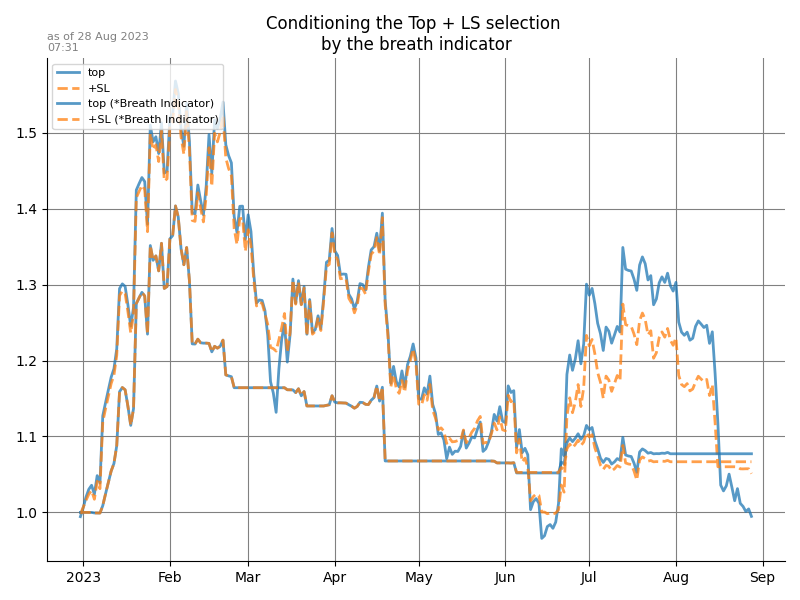 Conditioning the Top + LS selection
by the breath indicator
as of 28 Aug 2023
07:31
top
+SL
top (*Breath Indicator)
+SL (*Breath Indicator)
1.5
1.4
1.3
1.2
1.1
1.0
2023 Feb Mar Apr May Jun Jul Aug Sep